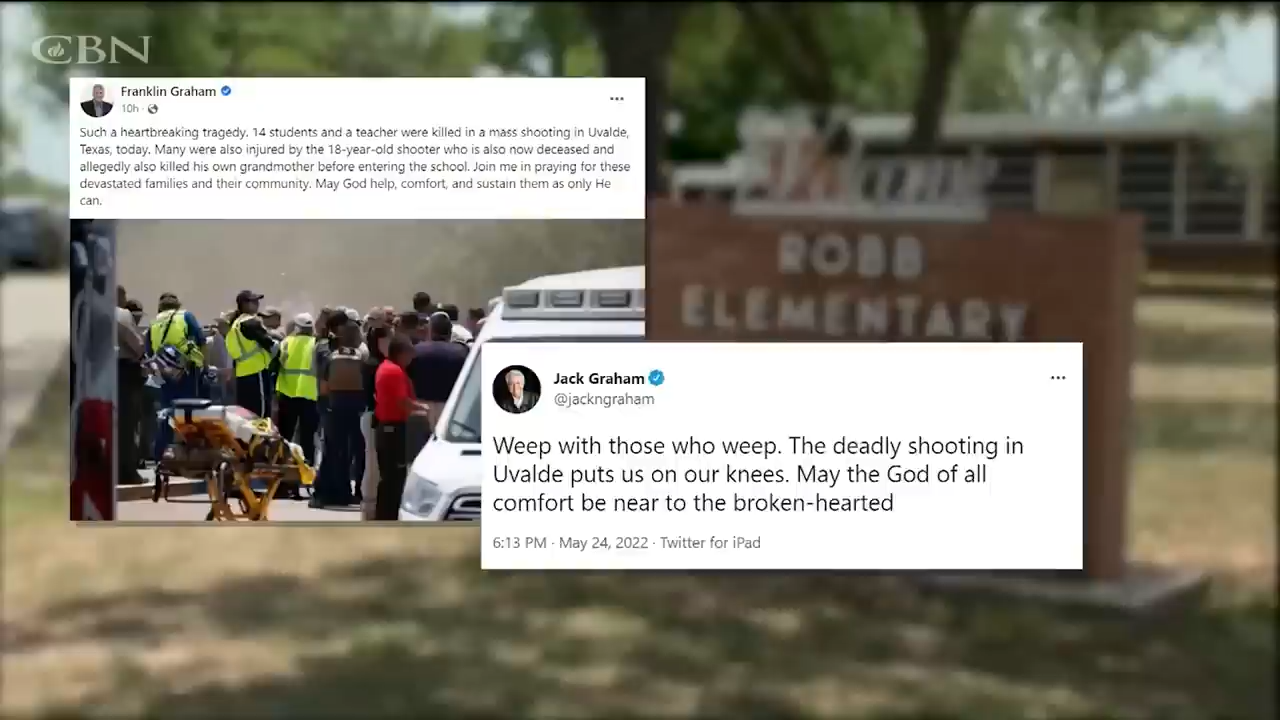 CBN
Franklin Graham
10h ·
Such a heartbreaking tragedy. 14 students and a teacher were killed in a mass shooting in Uvalde,
Texas, today. Many were also injured by the 18-year-old shooter who is also now deceased and
allegedly also killed his own grandmother before entering the school. Join me in praying for these
devastated families and their community. May God help, comfort, and sustain them as only He
can.
ROBB
ELEMENTARY
Jack Graham
@jackngraham
Weep with those who weep. The deadly shooting in
Uvalde puts us on our knees. May the God of all
comfort be near to the broken-hearted
6:13 PM · May 24, 2022 · Twitter for iPad